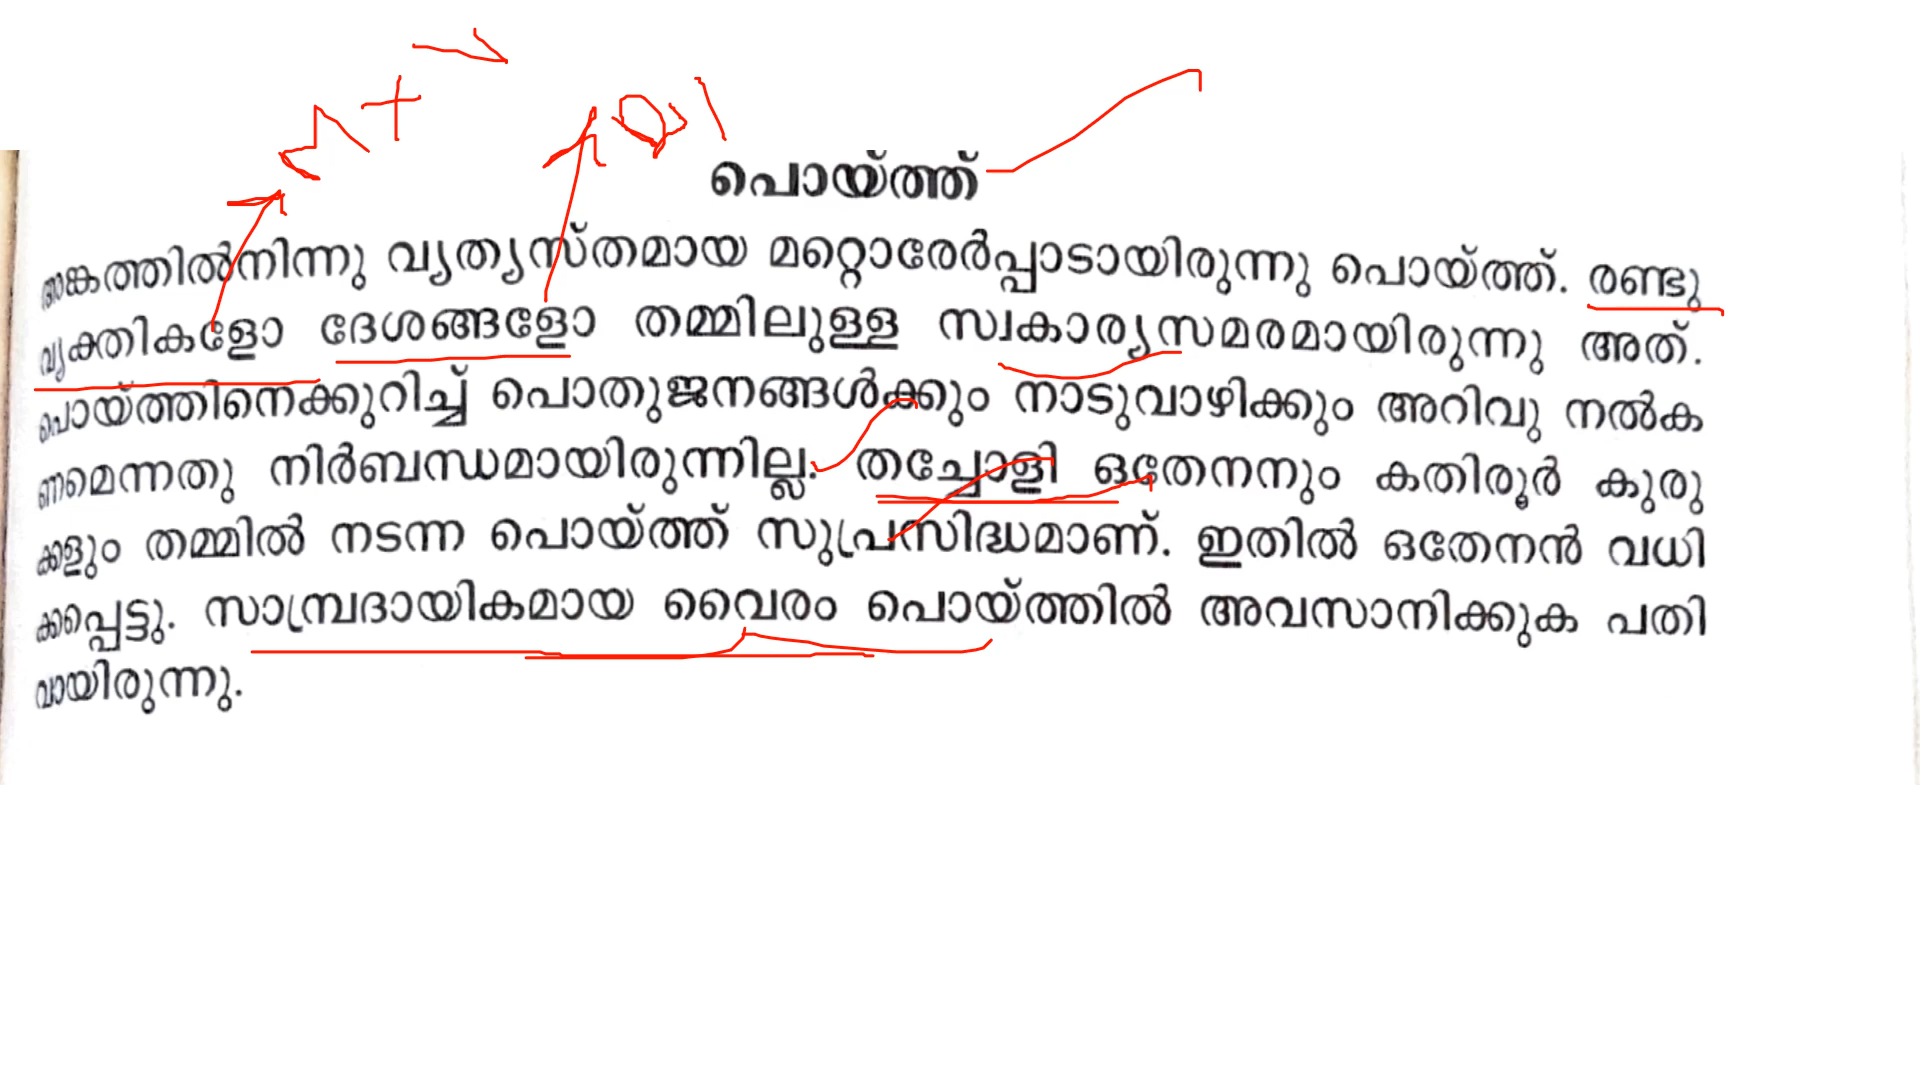 പൊയ്ത്ത്
അങ്കത്തിൽനിന്നു വ്യത്യസ്തമായ മറ്റൊരേർപ്പാടായിരുന്നു പൊയ്ത്ത്. രണ്ടു
വ്യക്തികളോ ദേശങ്ങളോ തമ്മിലുള്ള സ്വകാര്യസമരമായിരുന്നു അത്.
പൊയ്ത്തിനെക്കുറിച്ച് പൊതുജനങ്ങൾക്കും നാടുവാഴിക്കും അറിവു നൽക
ണമെന്നതു നിർബന്ധമായിരുന്നില്ല. തച്ചോളി ഒതേനനും കതിരൂർ കുരു
ക്കളും തമ്മിൽ നടന്ന പൊയ്ത്ത് സുപ്രസിദ്ധമാണ്. ഇതിൽ ഒതേനൻ വധി
ക്കപ്പെട്ടു. സാമ്പ്രദായികമായ വൈരം പൊയ്ത്തിൽ അവസാനിക്കുക പതി
വായിരുന്നു.